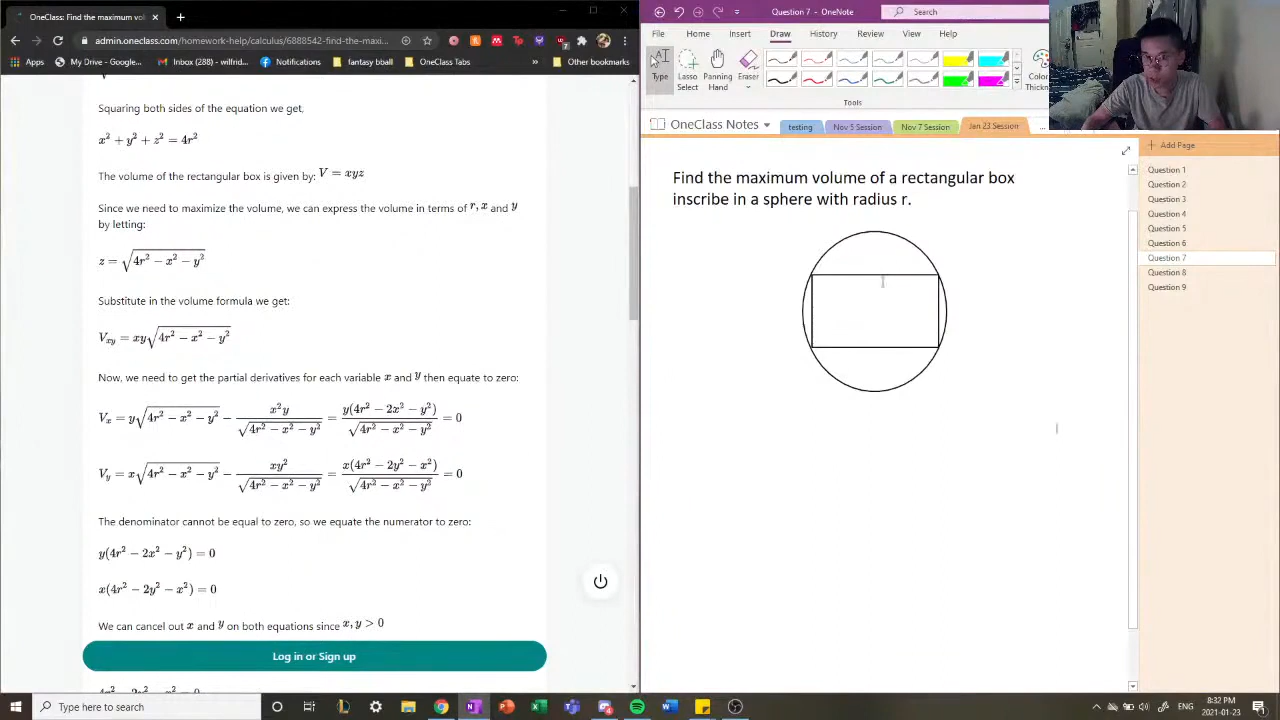 OneClass: Find the maximum vol
admin.oneclass.com/homework-help/calculus/6888542-find-the-maxi...
Apps
My Drive - Google
Inbox (238) - wilfrid
Facebook
fantasy bball
OneClass Tabs
»
Other bookmarks
Squaring both sides of the equation we get,
x² + y² + z² = 4r²
The volume of the rectangular box is given by: V = xyz
Since we need to maximize the volume, we can express the volume in terms of r, x and y
by letting:
z = √(4r² − x² − y²)
Substitute in the volume formula we get:
V_xy = xy√(4r² − x² − y²)
Now, we need to get the partial derivatives for each variable x and y then equate to zero:
V_x = y√(4r² − x² − y²) − x²y/√(4r² − x² − y²) = y(4r² − 2x² − y²)/√(4r² − x² − y²) = 0
V_y = x√(4r² − x² − y²) − xy²/√(4r² − x² − y²) = x(4r² − 2y² − x²)/√(4r² − x² − y²) = 0
The denominator cannot be equal to zero, so we equate the numerator to zero:
y(4r² − 2x² − y²) = 0
x(4r² − 2y² − x²) = 0
We can cancel out x and y on both equations since x, y > 0
Log in or Sign up
Question 7 - OneNote
Search
File
Home
Insert
Draw
History
Review
View
Help
Type
Lasso
Select
Panning
Hand
Eraser
Color
Thickn
Tools
OneClass Notes
testing
Nov 5 Session
Nov 7 Session
Jan 23 Session
...
Add Page
Question 1
Question 2
Question 3
Question 4
Question 5
Question 6
Question 7
Question 8
Question 9
Find the maximum volume of a rectangular box
inscribe in a sphere with radius r.
Type here to search
8:32 PM
2021-01-23